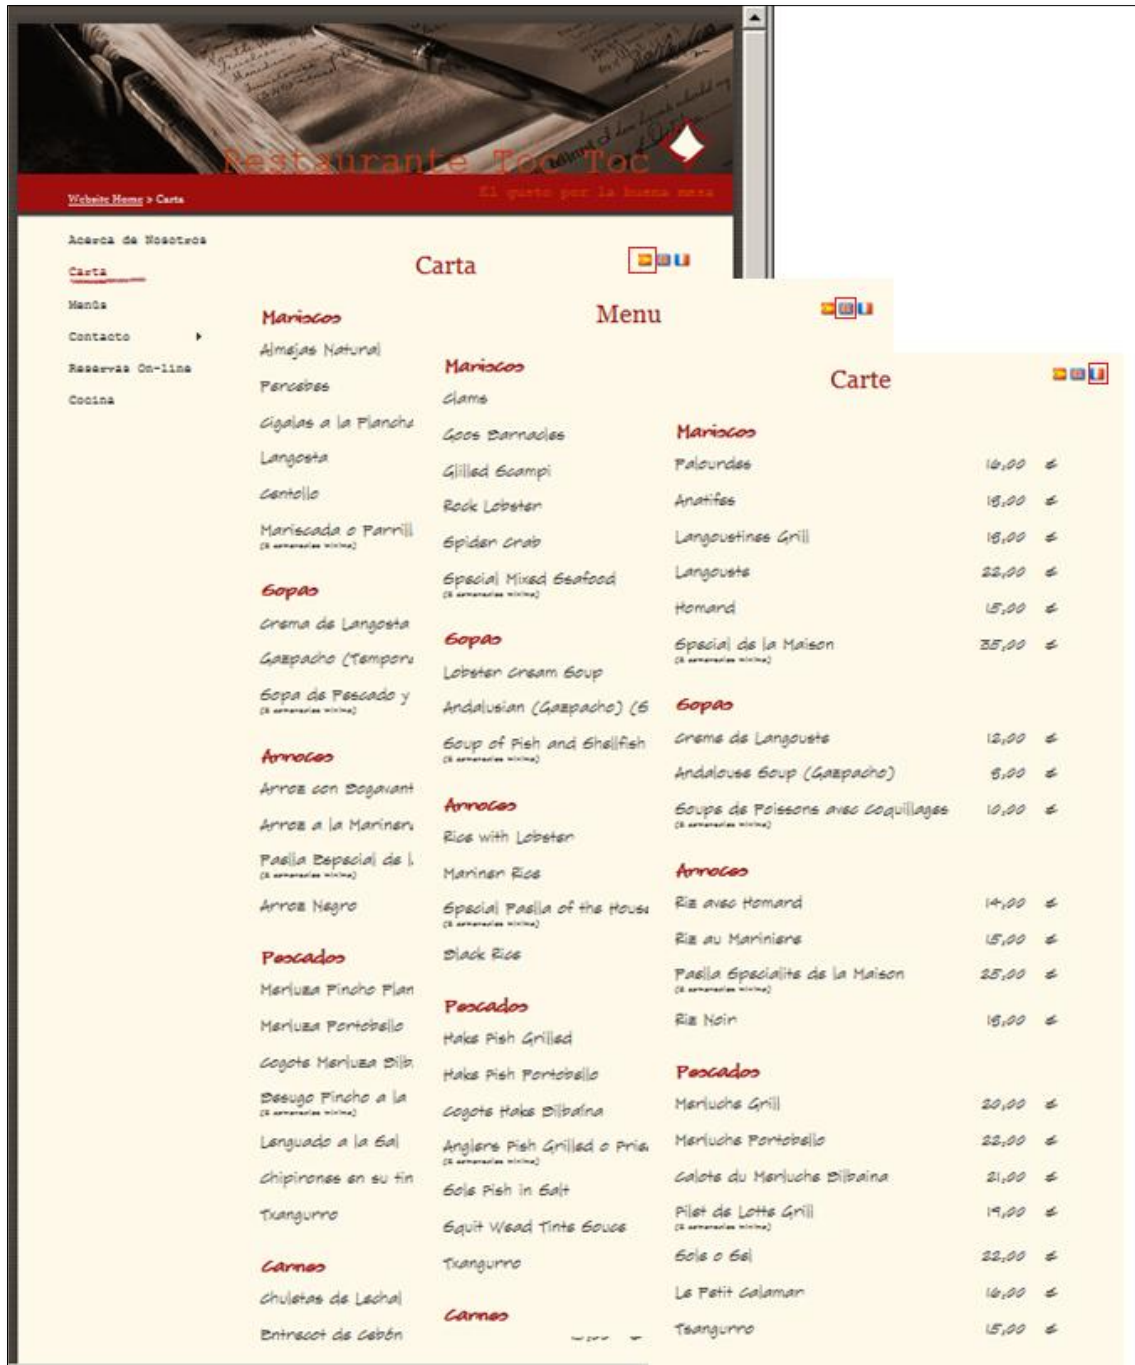 Restaurante Toc Toc
El gusto por la buena mesa
Website Home » Carta
Acerca de Nosotros
Carta
Menús
Contacto
Reservas On-line
Cocina
Carta
Mariscos
Almejas Natural
Percebes
Cigalas a la Plancha
Langosta
Centollo
Mariscada o Parrill
Sopas
Crema de Langosta
Gazpacho (Tempora
Sopa de Pescado y
Arroces
Arroz con Bogavant
Arroz a la Marinera
Paella Especial de l
Arroz Negro
Pescados
Merluza Pincho Plan
Merluza Portobello
Cogote Merluza Bilb
Besugo Pincho a la
Lenguado a la Sal
Chipirones en su tin
Txangurro
Carnes
Chuletas de Lechal
Entrecot de Cebón
Menu
Mariscos
Clams
Goos Barnacles
Glilled Scampi
Rock Lobster
Spider Crab
Special Mixed Seafood
Sopas
Lobster Cream Soup
Andalusian (Gazpacho) (S
Soup of Fish and Shellfish
Arroces
Rice with Lobster
Mariner Rice
Special Paella of the House
Black Rice
Pescados
Hake Fish Grilled
Hake Fish Portobello
Cogote Hake Bilbaína
Anglers Fish Grilled o Frie
Sole Fish in Salt
Squit Wead Tinte Souce
Txangurro
Carnes
Carte
Mariscos
Palourdes 16,00 €
Anatifes 18,00 €
Langoustines Grill 18,00 €
Langouste 22,00 €
Homard 15,00 €
Special de la Maison 35,00 €
Sopas
Creme de Langouste 12,00 €
Andalouse Soup (Gazpacho) 8,00 €
Soupe de Poissons avec Coquillages 10,00 €
Arroces
Riz avec Homard 14,00 €
Riz au Mariniere 15,00 €
Paella Specialite de la Maison 25,00 €
Riz Noir 18,00 €
Pescados
Merluche Grill 20,00 €
Merluche Portobello 22,00 €
Calote du Merluche Bilbaina 21,00 €
Filet de Lotte Grill 19,00 €
Sole o Sel 22,00 €
Le Petit Calamar 16,00 €
Tsangurro 15,00 €